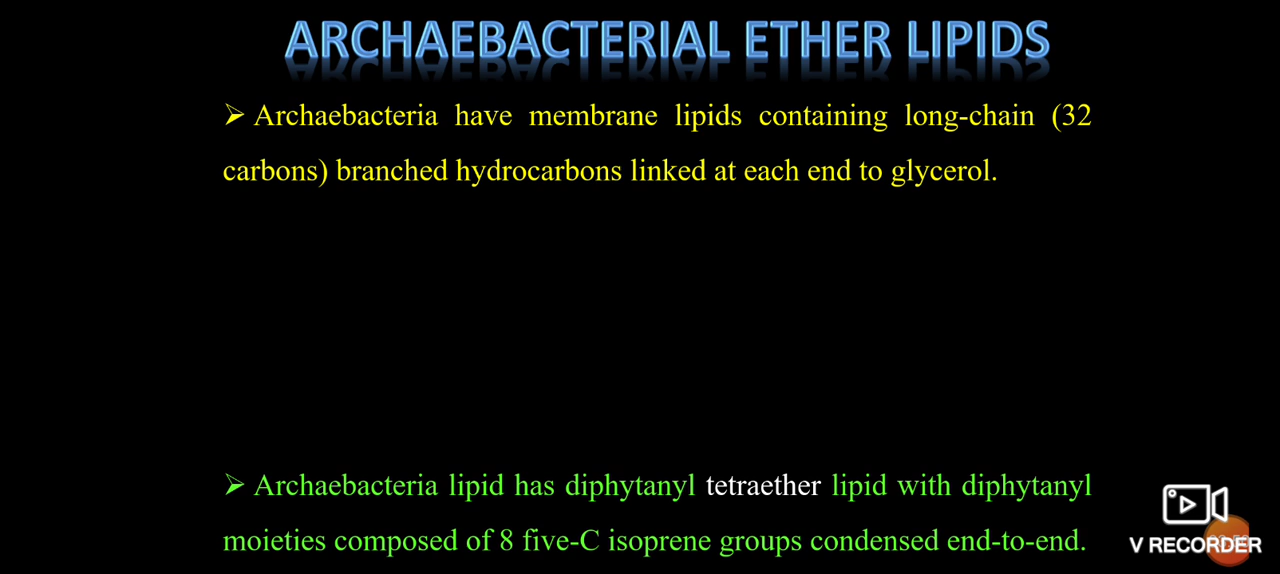 ARCHAEBACTERIAL ETHER LIPIDS
➢ Archaebacteria have membrane lipids containing long-chain (32
carbons) branched hydrocarbons linked at each end to glycerol.
➢ Archaebacteria lipid has diphytanyl tetraether lipid with diphytanyl
moieties composed of 8 five-C isoprene groups condensed end-to-end.
V RECORDER